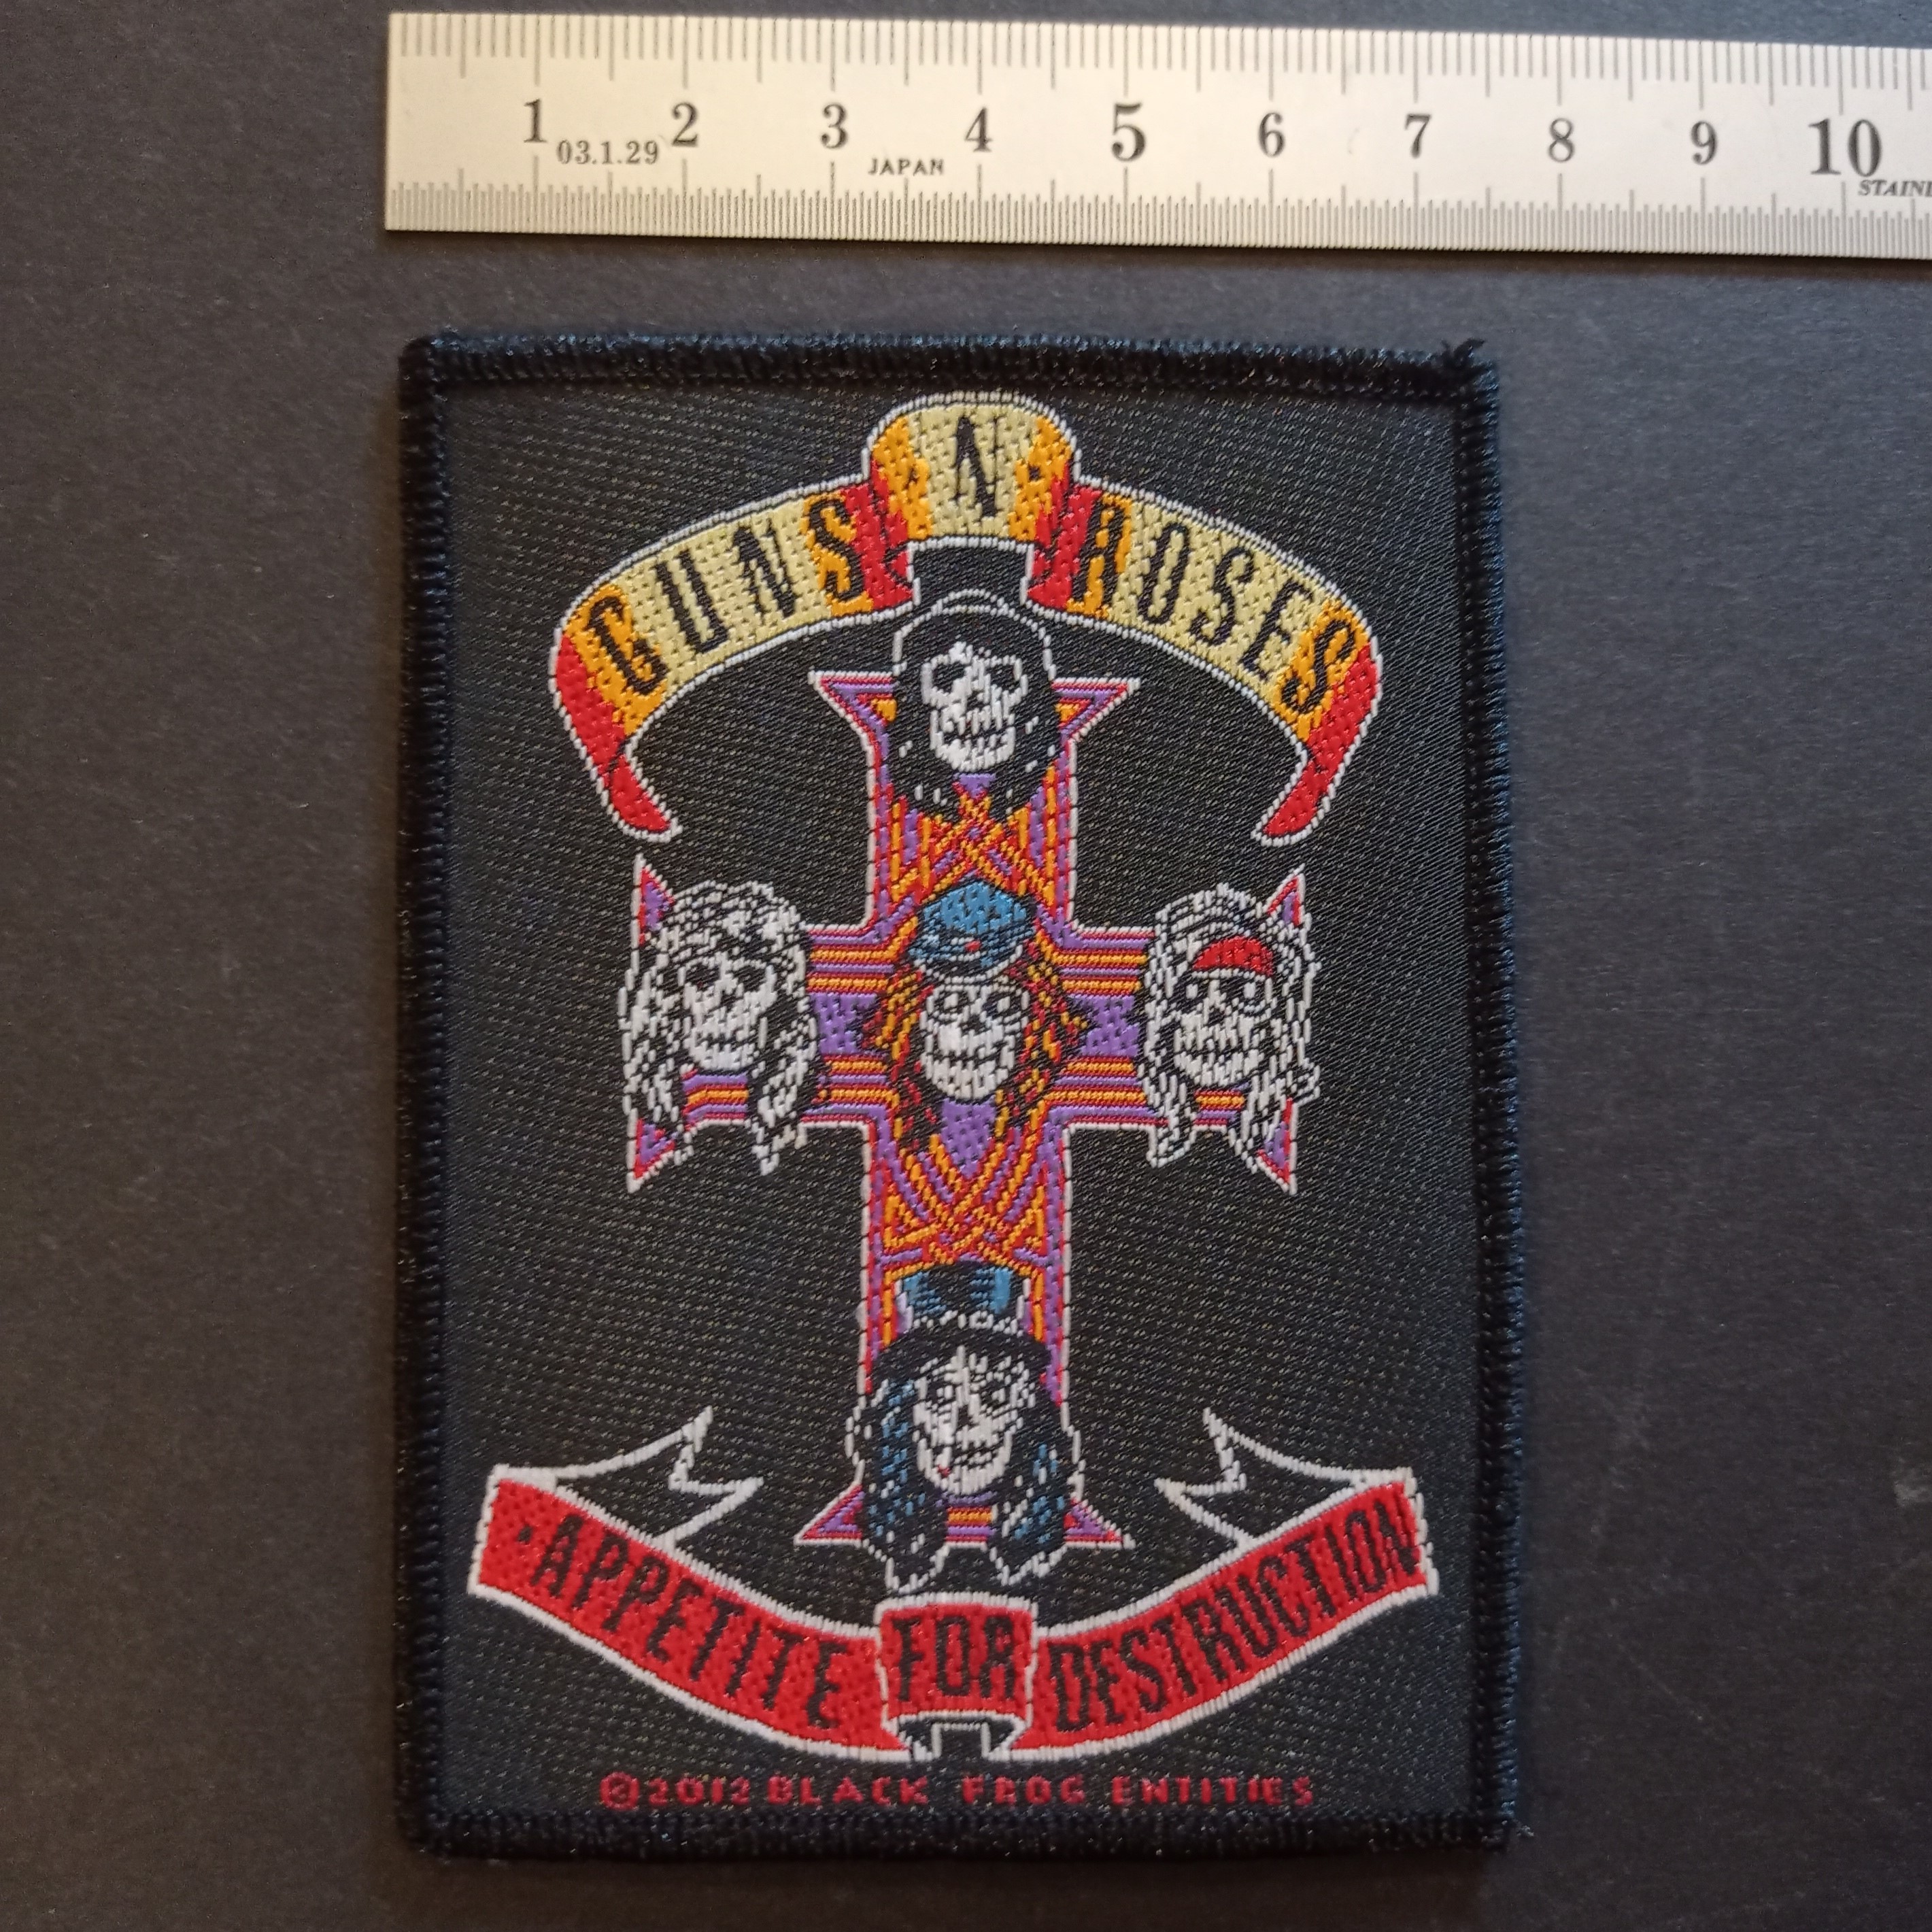 1 2 3 4 5 6 7 8 9 10
03.1.29 JAPAN
GUNS N' ROSES
·APPETITE FOR DESTRUCTION
©2012 BLACK FROG ENTITIES